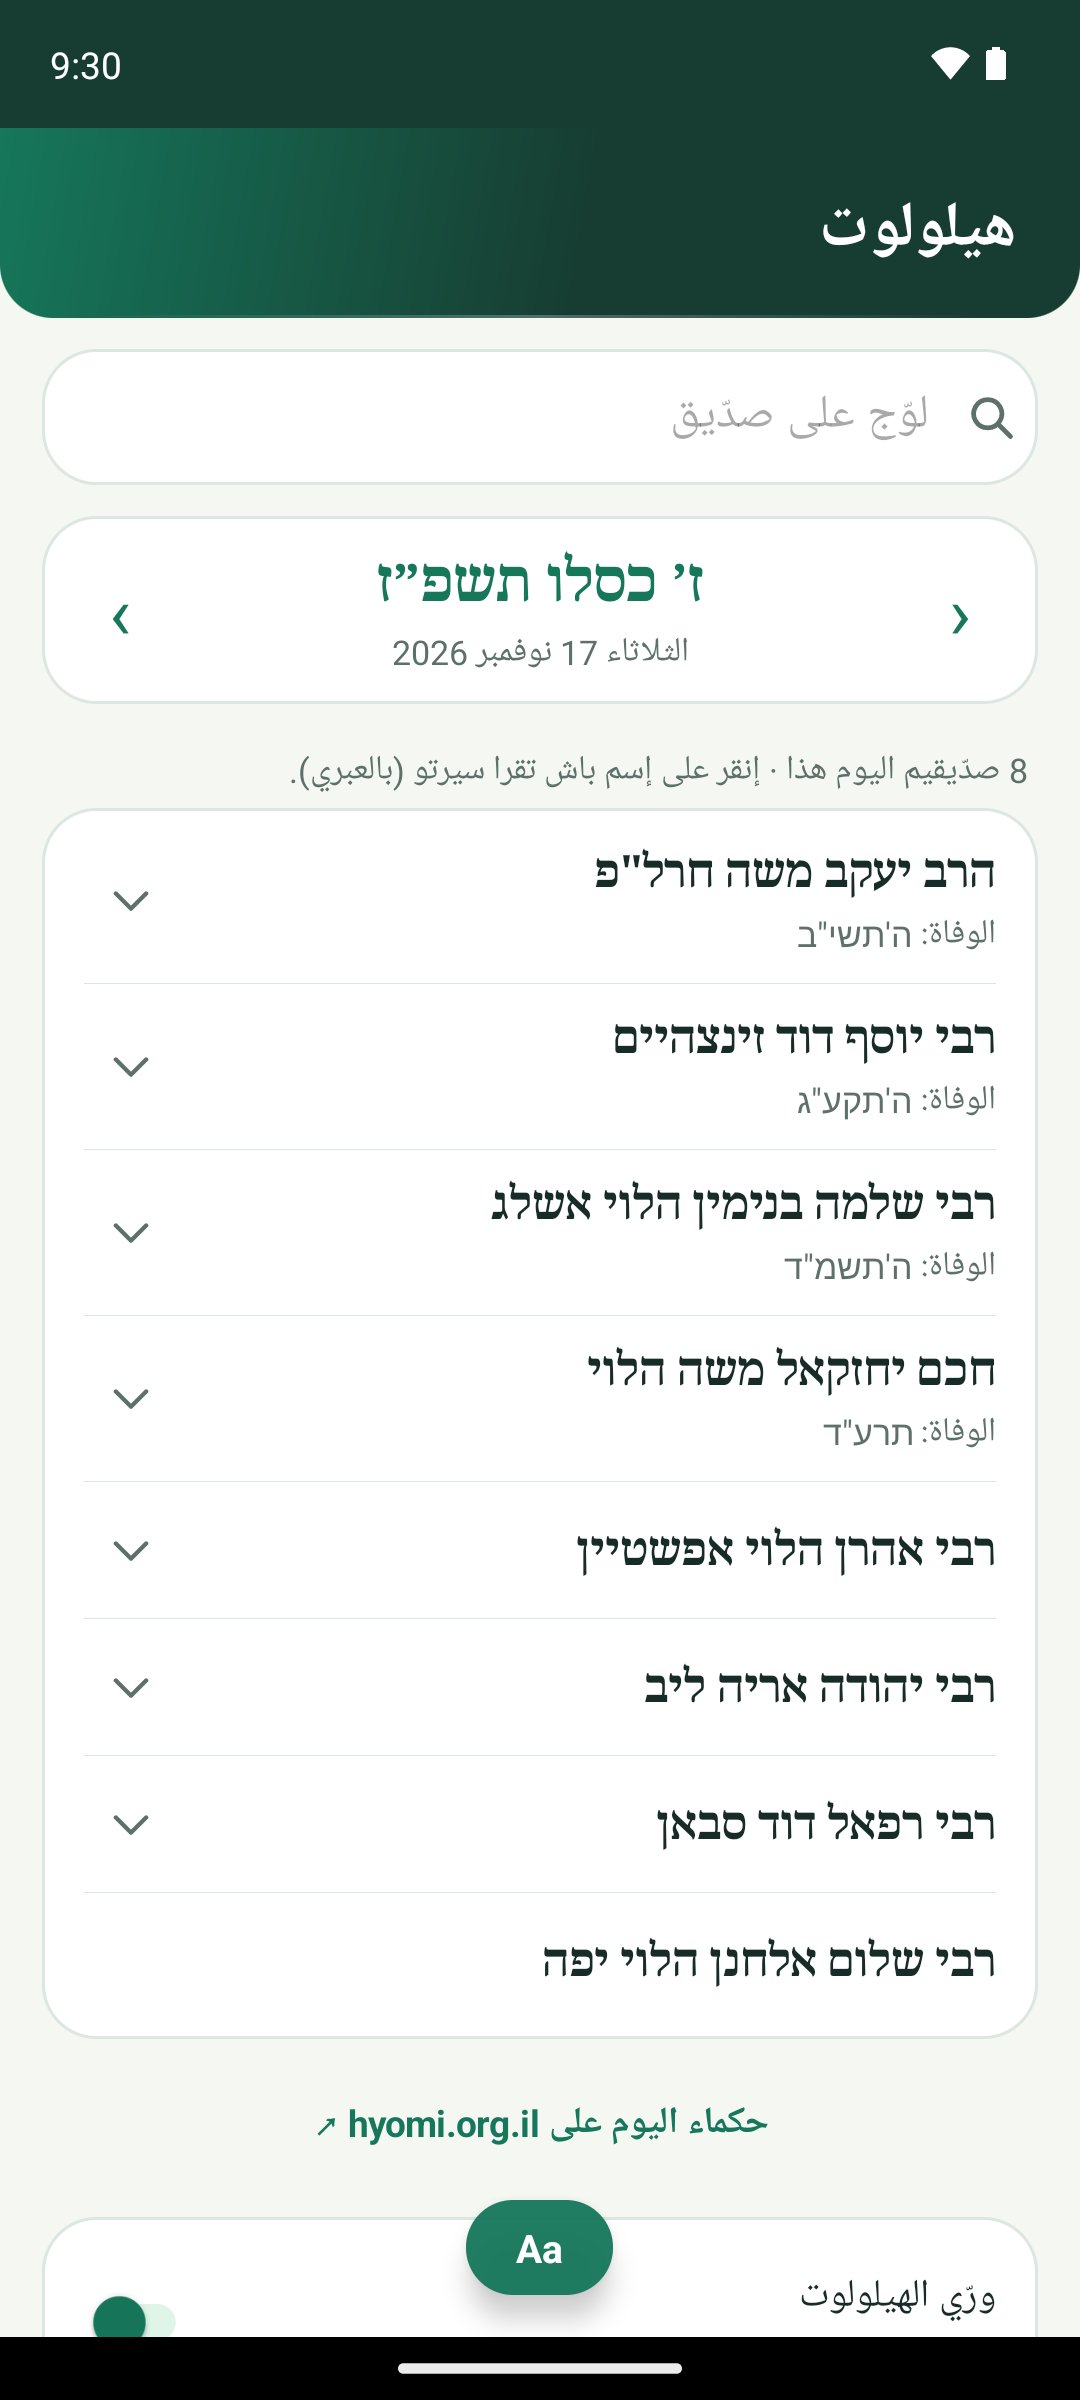 9:30
هيلولوت
لوّج على صدّيق
ז׳ כסלו תשפ״ז
الثلاثاء 17 نوفمبر 2026
8 صدّيقيم اليوم هذا · إنقر على إسم باش تقرا سيرتو (بالعبري).
הרב יעקב משה חרל"פ
الوفاة: ה'תשי"ב
רבי יוסף דוד זינצהיים
الوفاة: ה'תקע"ג
רבי שלמה בנימין הלוי אשלג
الوفاة: ה'תשמ"ד
חכם יחזקאל משה הלוי
الوفاة: תרע"ד
רבי אהרן הלוי אפשטיין
רבי יהודה אריה ליב
רבי רפאל דוד סבאן
רבי שלום אלחנן הלוי יפה
حكماء اليوم على hyomi.org.il ↗
Aa
ورّي الهيلولوت